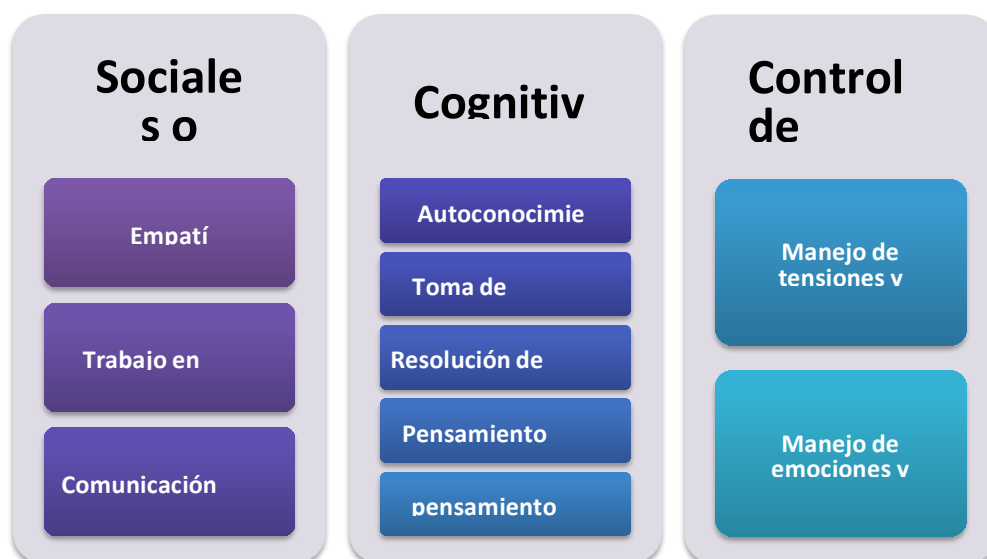 Sociale
s o
Empatí
Trabajo en
Comunicación
Cognitiv
Autoconocimie
Toma de
Resolución de
Pensamiento
pensamiento
Control
de
Manejo de
tensiones y
Manejo de
emociones y